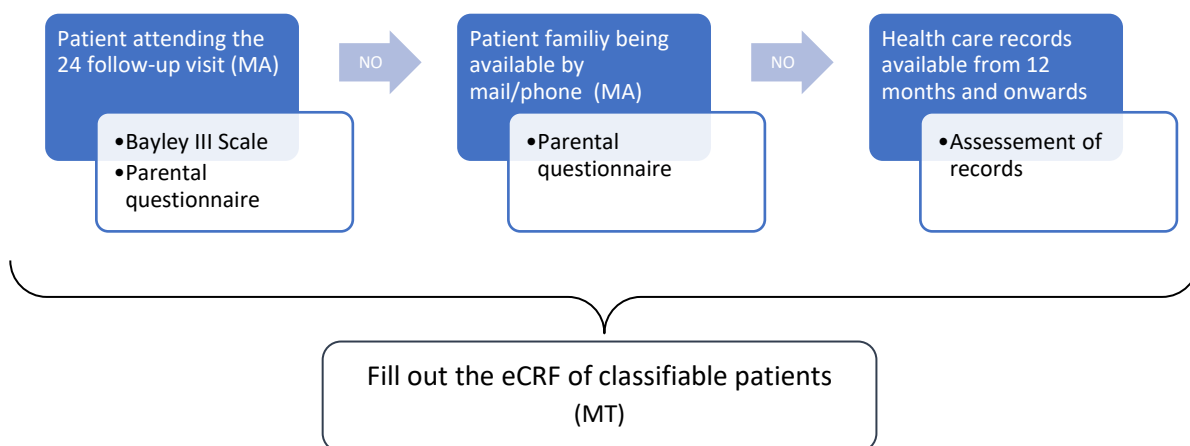 Patient attending the
24 follow-up visit (MA)
•Bayley III Scale
•Parental
questionnaire
NO
Patient familiy being
available by
mail/phone (MA)
•Parental
questionnaire
NO
Health care records
available from 12
months and onwards
•Assessement of
records
Fill out the eCRF of classifiable patients
(MT)